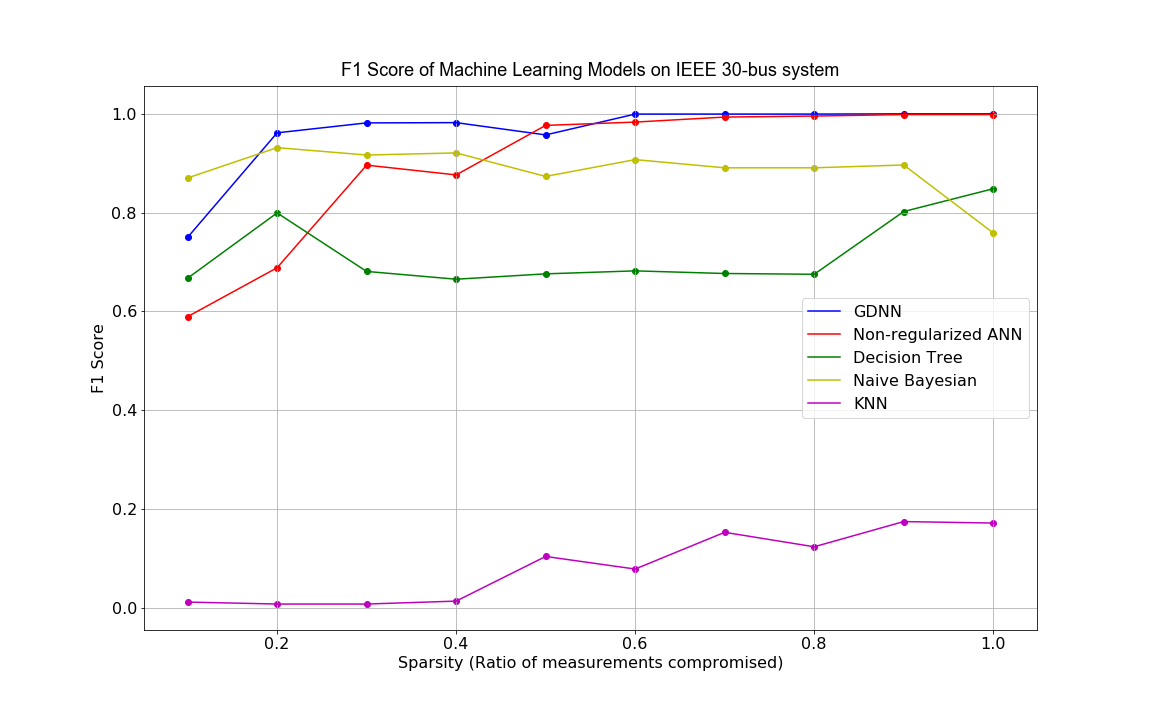 F1 Score of Machine Learning Models on IEEE 30-bus system
1.0
0.8
0.6
0.4
0.2
0.0
F1 Score
GDNN
Non-regularized ANN
Decision Tree
Naive Bayesian
KNN
0.2 0.4 0.6 0.8 1.0
Sparsity (Ratio of measurements compromised)